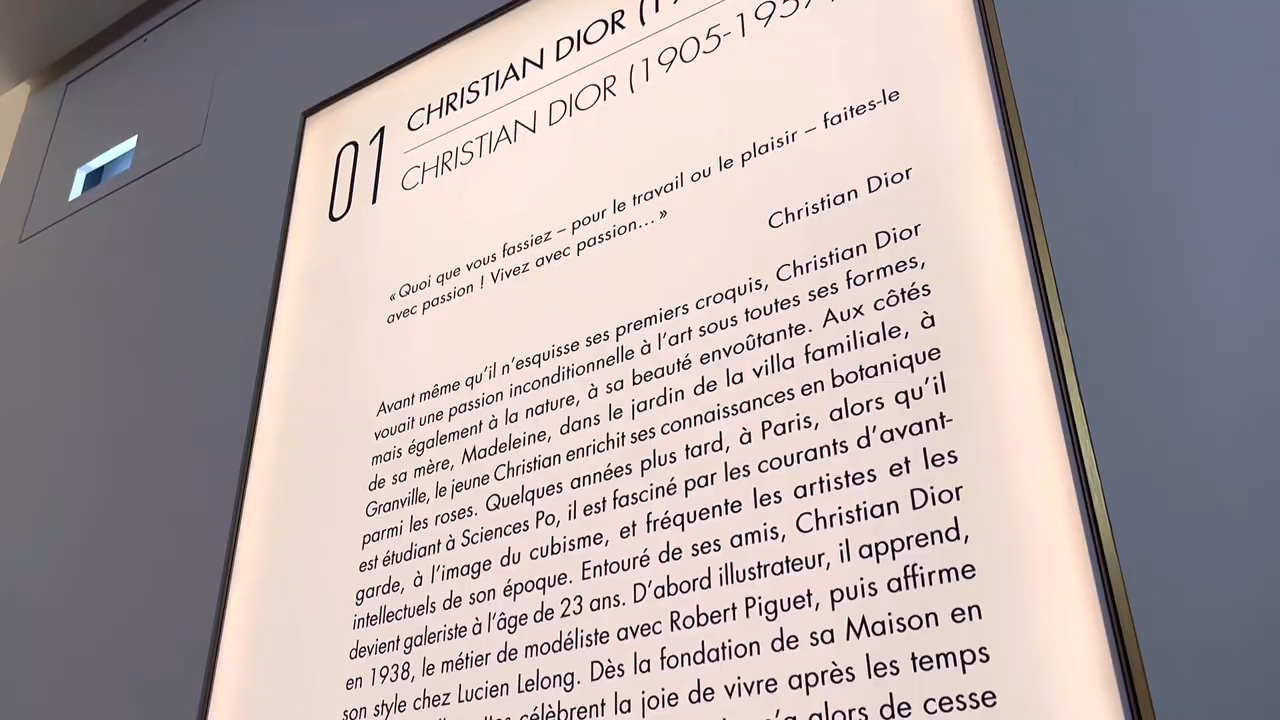 01
CHRISTIAN DIOR
CHRISTIAN DIOR (1905-1957)
« Quoi que vous fassiez – pour le travail ou le plaisir – faites-le
avec passion ! Vivez avec passion... »
Christian Dior
Avant même qu'il n'esquisse ses premiers croquis, Christian Dior
vouait une passion inconditionnelle à l'art sous toutes ses formes,
mais également à la nature, à sa beauté envoûtante. Aux côtés
de sa mère, Madeleine, dans le jardin de la villa familiale, à
Granville, le jeune Christian enrichit ses connaissances en botanique
parmi les roses. Quelques années plus tard, à Paris, alors qu'il
est étudiant à Sciences Po, il est fasciné par les courants d'avant-
garde, à l'image du cubisme, et fréquente les artistes et les
intellectuels de son époque. Entouré de ses amis, Christian Dior
devient galeriste à l'âge de 23 ans. D'abord illustrateur, il apprend,
en 1938, le métier de modéliste avec Robert Piguet, puis affirme
son style chez Lucien Lelong. Dès la fondation de sa Maison en
célèbrent la joie de vivre après les temps
alors de cesse